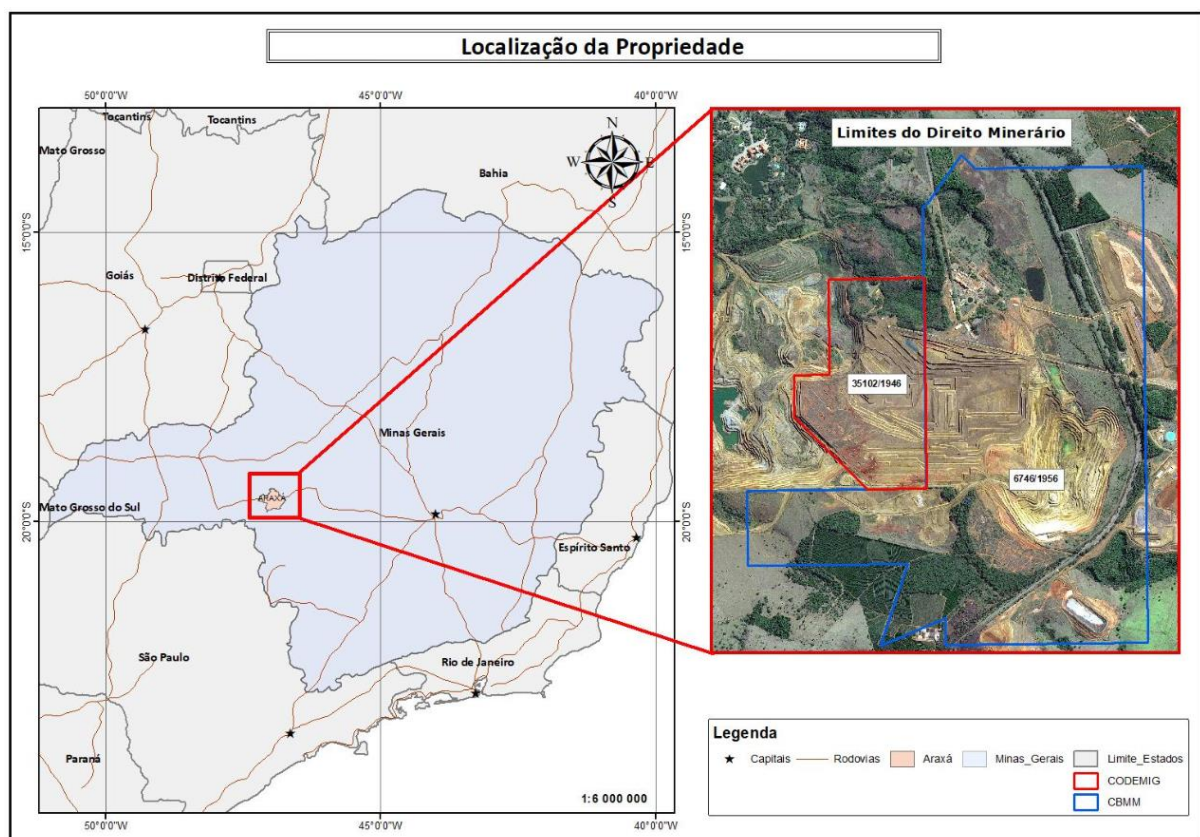 Localização da Propriedade
50°0'0"W
45°0'0"W
40°0'0"W
Tocantins
Tocantins
Mato Grosso
Bahia
N
W
E
S
15°0'0"S
15°0'0"S
Goiás
Distrito Federal
Minas Gerais
ARAXÁ
Mato Grosso do Sul
20°0'0"S
20°0'0"S
Espírito Santo
São Paulo
Rio de Janeiro
Paraná
1:6 000 000
50°0'0"W
45°0'0"W
40°0'0"W
Limites do Direito Minerário
35102/1946
6746/1956
Legenda
Capitais
Rodovias
Araxá
Minas_Gerais
Limite_Estados
CODEMIG
CBMM